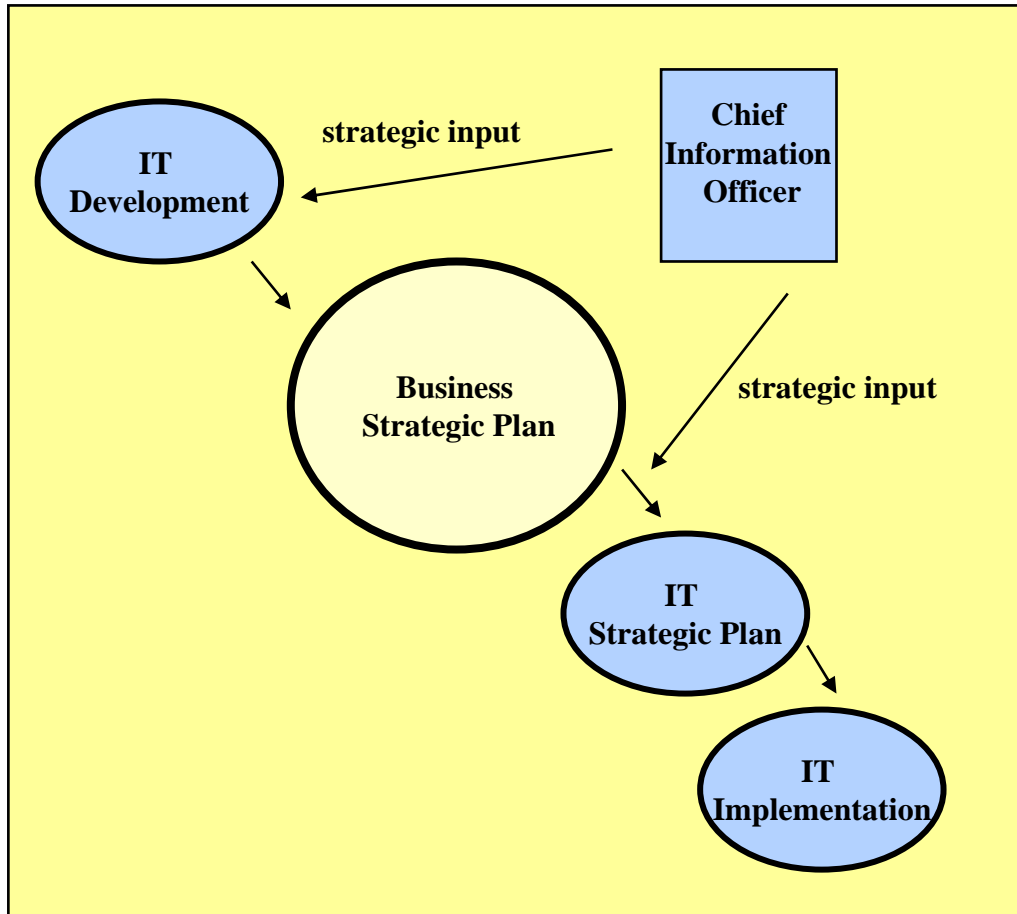 Chief
Information
Officer
strategic input
IT
Development
Business
Strategic Plan
strategic input
IT
Strategic Plan
IT
Implementation